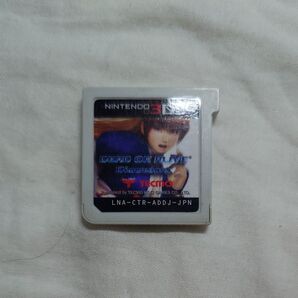 NINTENDO 3DS
DEAD OR ALIVE
Dimensions
TECMO
LNA-CTR-ADDJ-JPN